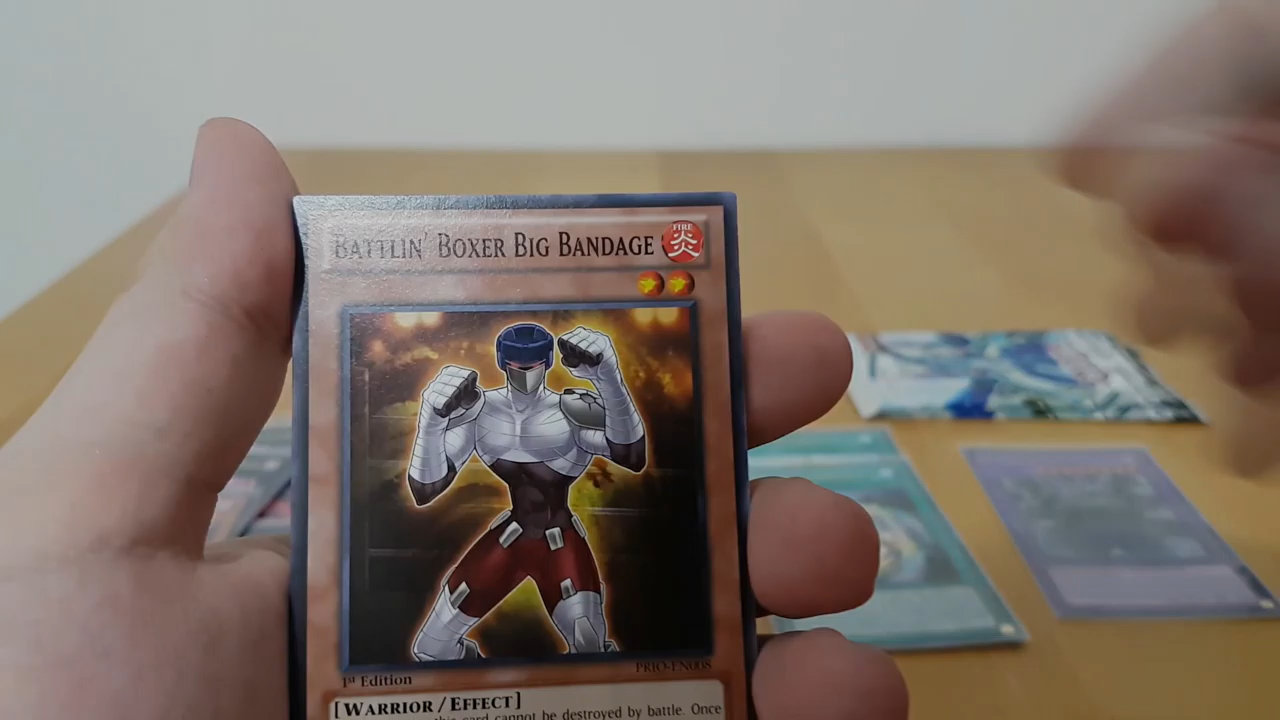 BATTLIN' BOXER BIG BANDAGE
FIRE
炎
PRIO-EN008
1st Edition
[WARRIOR/EFFECT]
this card cannot be destroyed by battle. Once